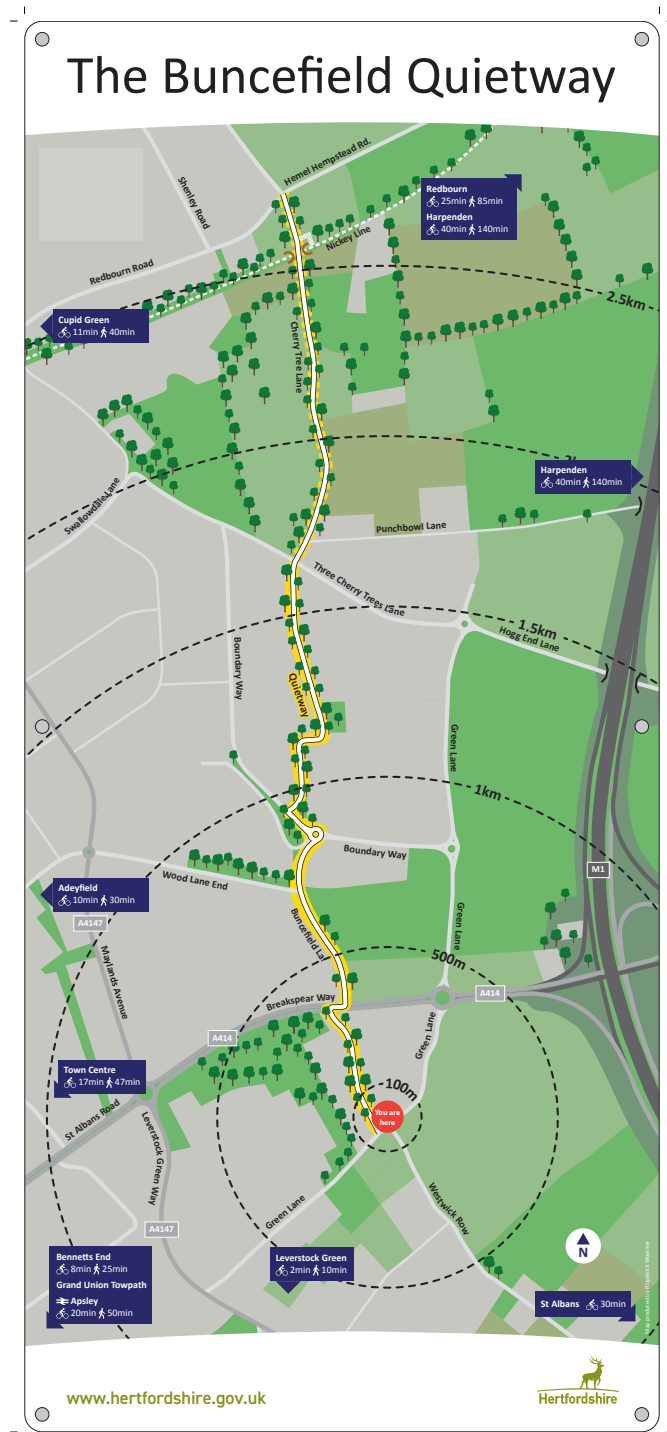 The Buncefield Quietway
Hemel Hempstead Rd.
Shenley Road
Redbourn
25min 85min
Harpenden
40min 140min
Nickey Line
Redbourn Road
2.5km
Cupid Green
11min 40min
Cherry Tree Lane
Harpenden
40min 140min
Swallowdale Lane
Punchbowl Lane
Three Cherry Trees Lane
1.5km
Hogg End Lane
Boundary Way
Quietway
Green Lane
1km
Boundary Way
M1
Wood Lane End
Adeyfield
10min 30min
A4147
Maylands Avenue
Buncefield La
Green Lane
500m
Breakspear Way
A414
A414
Green Lane
Town Centre
17min 47min
100m
You are
here
St Albans Road
Leverstock Green Way
Green Lane
Westwick Row
A4147
Bennetts End
8min 25min
Grand Union Towpath
Apsley
20min 50min
Leverstock Green
2min 10min
N
St Albans 30min
www.hertfordshire.gov.uk
Hertfordshire